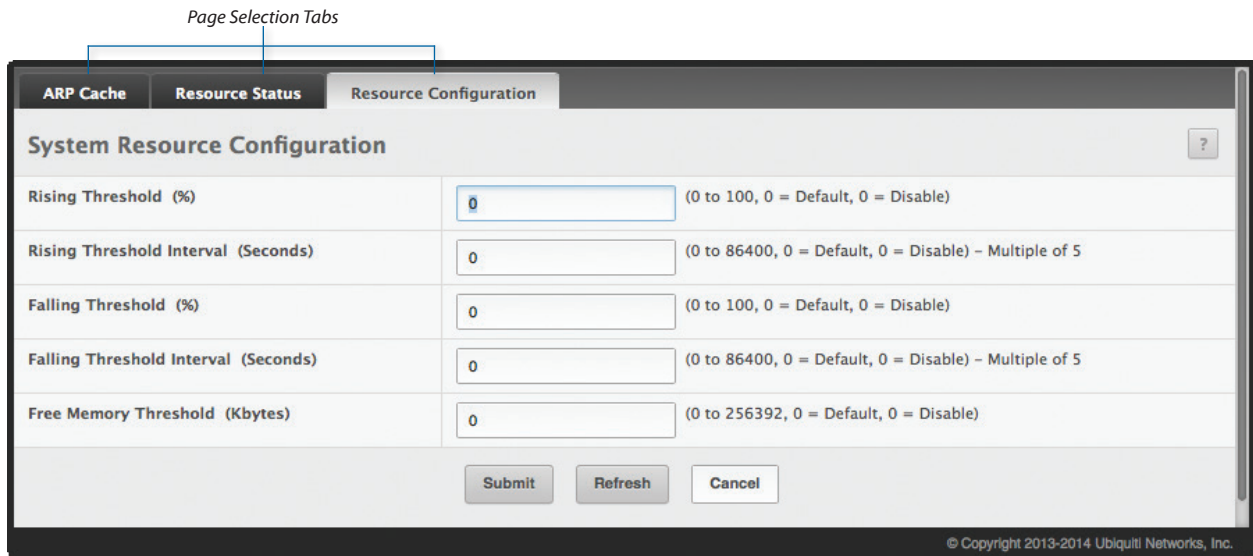 Page Selection Tabs
ARP Cache Resource Status Resource Configuration
System Resource Configuration ?
Rising Threshold (%) 0 (0 to 100, 0 = Default, 0 = Disable)
Rising Threshold Interval (Seconds) 0 (0 to 86400, 0 = Default, 0 = Disable) – Multiple of 5
Falling Threshold (%) 0 (0 to 100, 0 = Default, 0 = Disable)
Falling Threshold Interval (Seconds) 0 (0 to 86400, 0 = Default, 0 = Disable) – Multiple of 5
Free Memory Threshold (Kbytes) 0 (0 to 256392, 0 = Default, 0 = Disable)
Submit Refresh Cancel
© Copyright 2013-2014 Ubiquiti Networks, Inc.